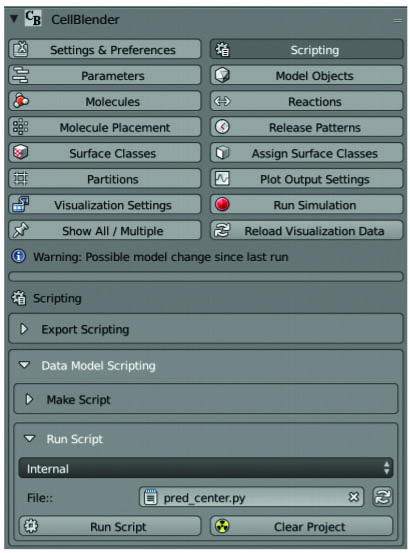 CB CellBlender
Settings & Preferences Scripting
Parameters Model Objects
Molecules Reactions
Molecule Placement Release Patterns
Surface Classes Assign Surface Classes
Partitions Plot Output Settings
Visualization Settings Run Simulation
Show All / Multiple Reload Visualization Data
Warning: Possible model change since last run
Scripting
Export Scripting
Data Model Scripting
Make Script
Run Script
Internal
File:: pred_center.py
Run Script Clear Project